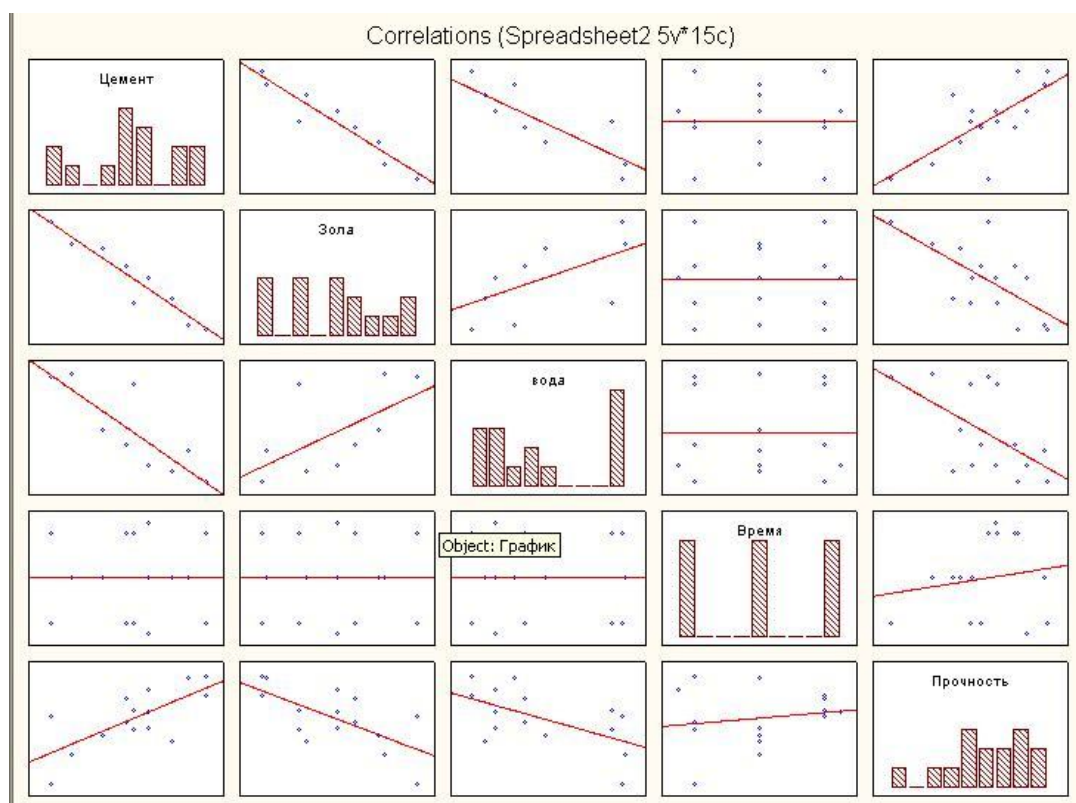 Correlations (Spreadsheet2 5v*15c)
Цемент
Зола
вода
Object: График
Время
Прочность